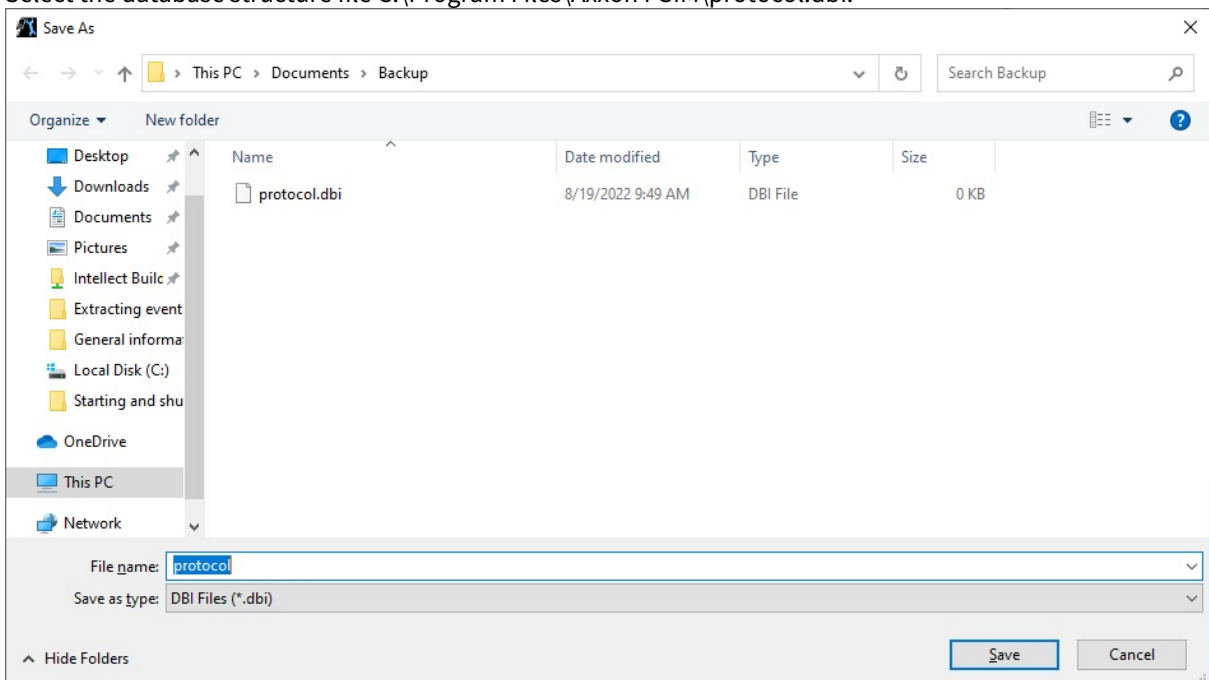 Select the database structure file C:\Program Files\Axxon PSIM\protocol.dbi.
Save As
This PC > Documents > Backup
Search Backup
Organize
New folder
Desktop
Downloads
Documents
Pictures
Intellect Builc
Extracting event
General informa
Local Disk (C:)
Starting and shu
OneDrive
This PC
Network
Name Date modified Type Size
protocol.dbi 8/19/2022 9:49 AM DBI File 0 KB
File name: protocol
Save as type: DBI Files (*.dbi)
Hide Folders
Save Cancel